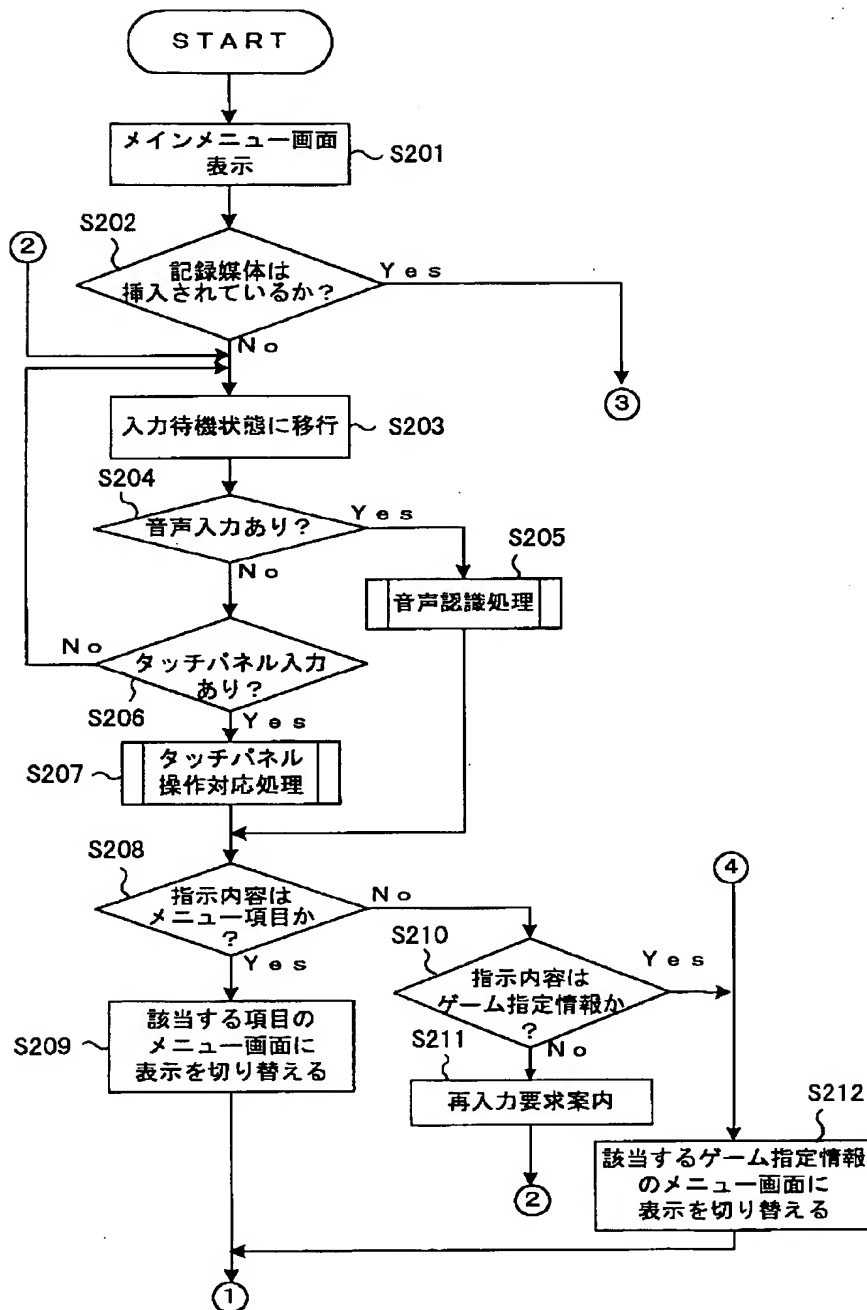 START
メインメニュー画面
表示
S201
S202
②
記録媒体は
挿入されているか?
Yes
No
③
入力待機状態に移行
S203
S204
音声入力あり?
Yes
No
S205
音声認識処理
No
タッチパネル入力
あり?
S206
Yes
S207
タッチパネル
操作対応処理
S208
指示内容は
メニュー項目か
?
No
Yes
④
S210
指示内容は
ゲーム指定情報か
?
Yes
No
S209
該当する項目の
メニュー画面に
表示を切り替える
S211
再入力要求案内
②
S212
該当するゲーム指定情報
のメニュー画面に
表示を切り替える
①